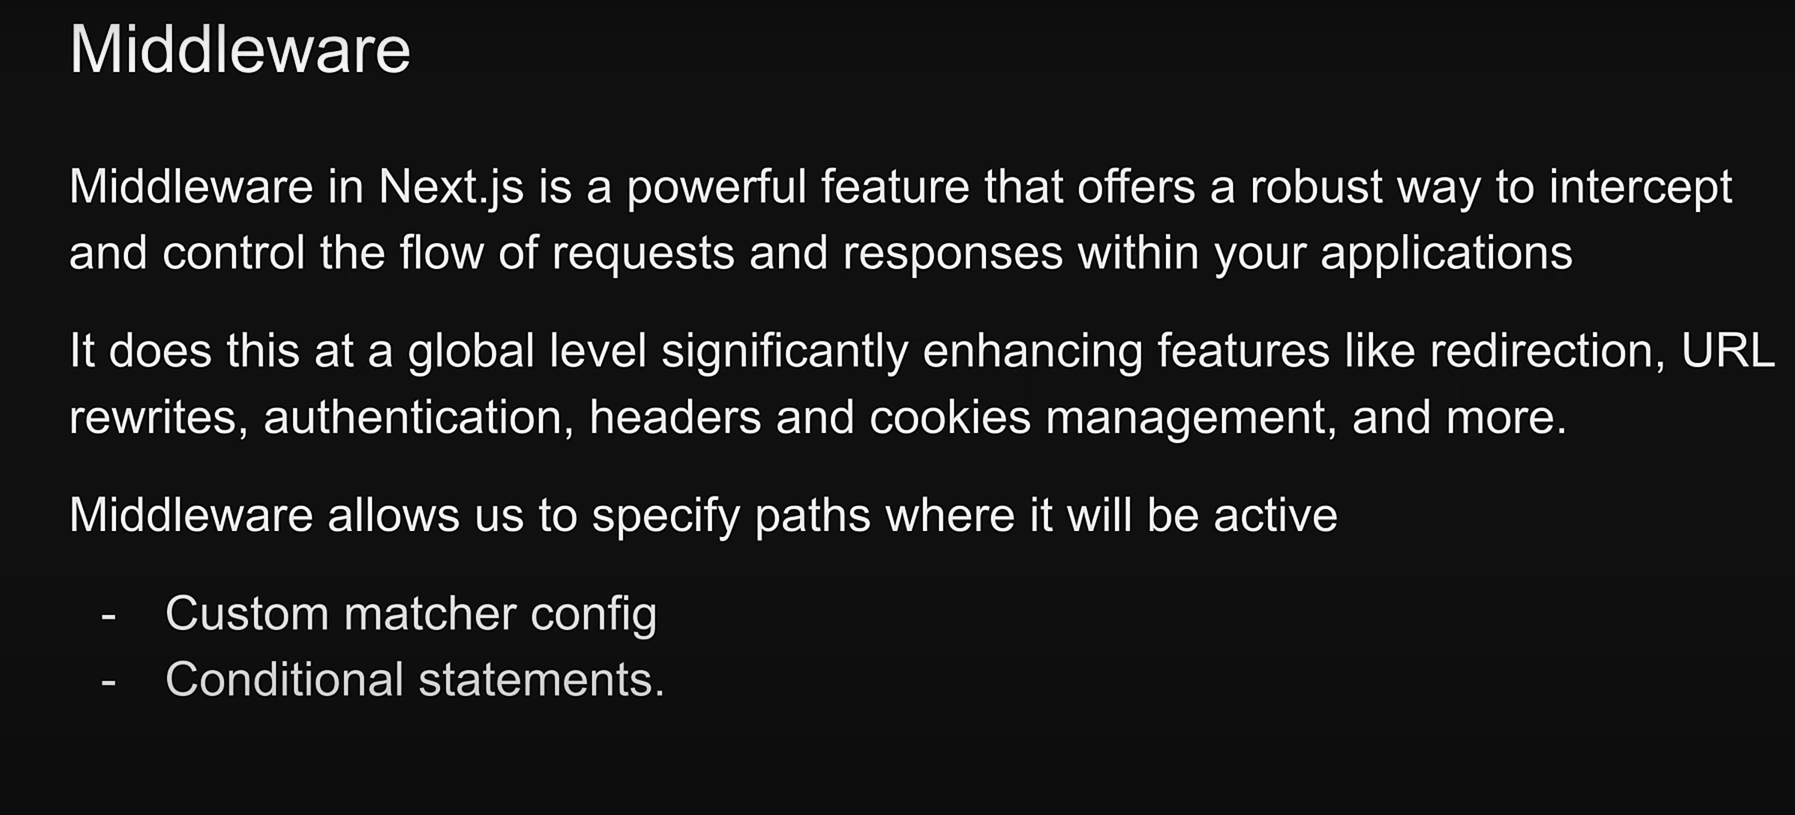 Middleware
Middleware in Next.js is a powerful feature that offers a robust way to intercept
and control the flow of requests and responses within your applications
It does this at a global level significantly enhancing features like redirection, URL
rewrites, authentication, headers and cookies management, and more.
Middleware allows us to specify paths where it will be active
- Custom matcher config
- Conditional statements.